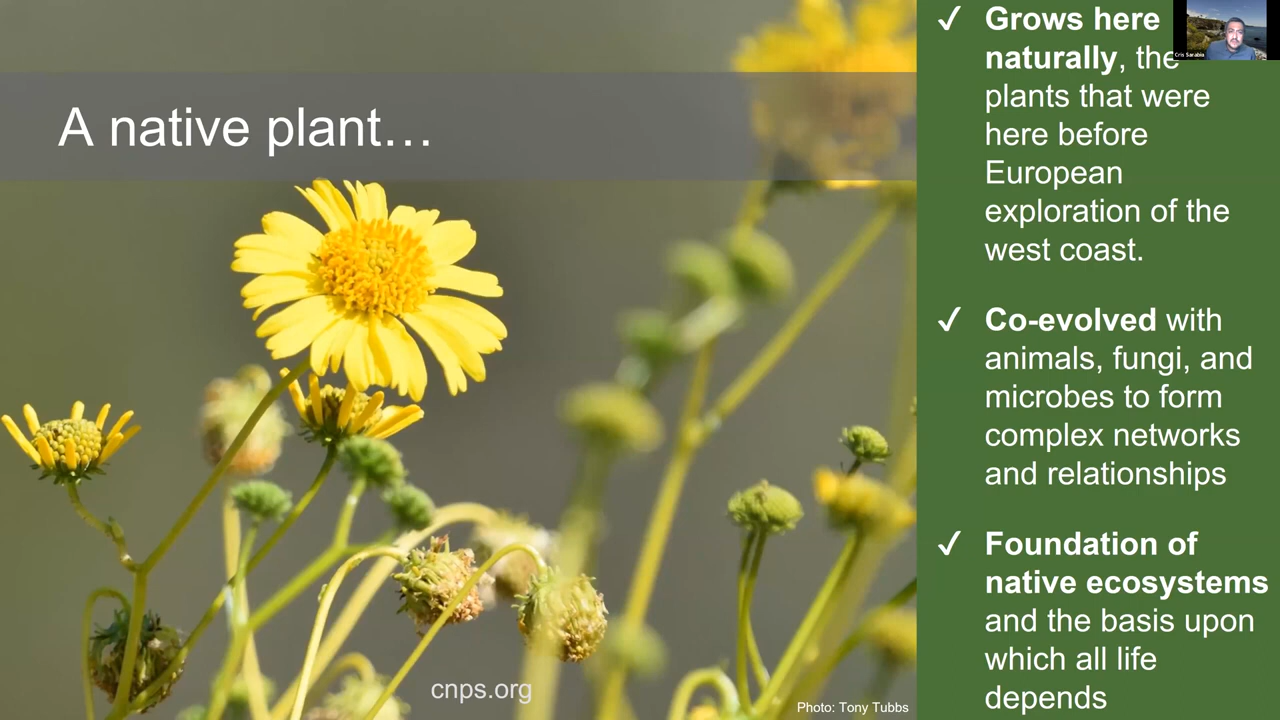 A native plant…
✓ Grows here
naturally, the
plants that were
here before
European
exploration of the
west coast.
✓ Co-evolved with
animals, fungi, and
microbes to form
complex networks
and relationships
✓ Foundation of
native ecosystems
and the basis upon
which all life
depends
Cris Sarabia
cnps.org
Photo: Tony Tubbs